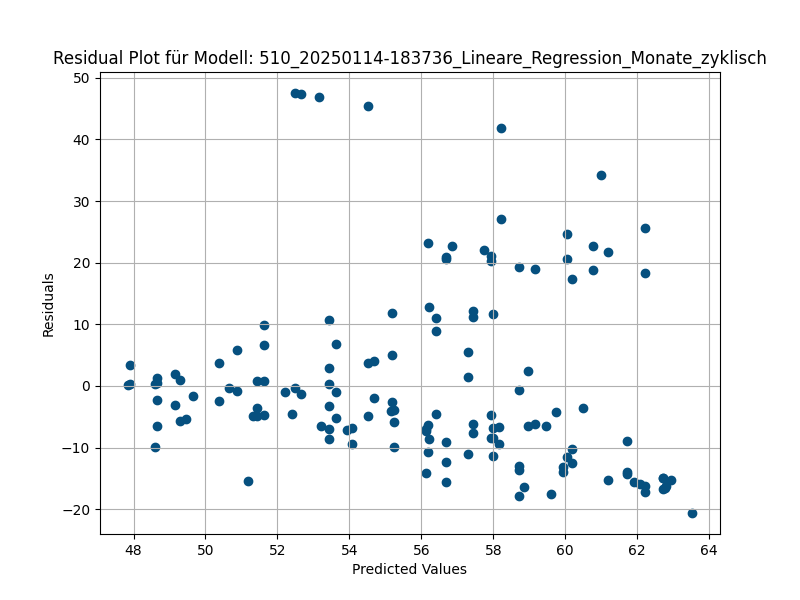 Residual Plot für Modell: 510_20250114-183736_Lineare_Regression_Monate_zyklisch
50
40
30
20
10
0
−10
−20
Residuals
48 50 52 54 56 58 60 62 64
Predicted Values